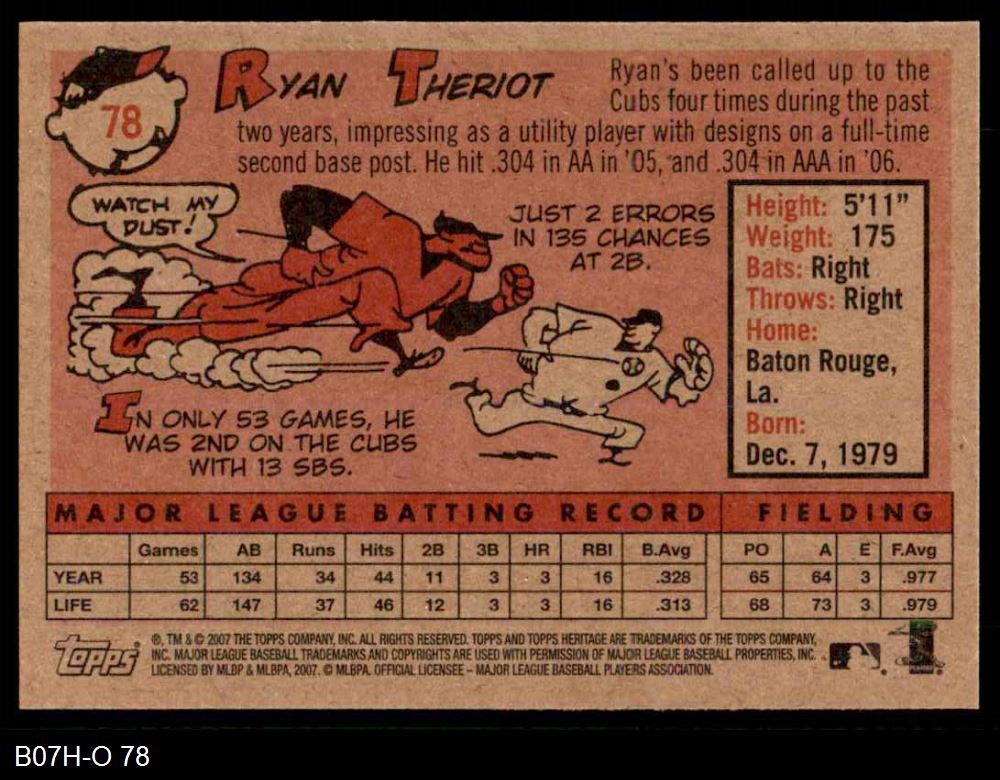 78
RYAN THERIOT
Ryan's been called up to the
Cubs four times during the past
two years, impressing as a utility player with designs on a full-time
second base post. He hit .304 in AA in '05, and .304 in AAA in '06.
WATCH MY
DUST!
JUST 2 ERRORS
IN 135 CHANCES
AT 2B.
IN ONLY 53 GAMES, HE
WAS 2ND ON THE CUBS
WITH 13 SBS.
Height: 5'11"
Weight: 175
Bats: Right
Throws: Right
Home:
Baton Rouge,
La.
Born:
Dec. 7, 1979
MAJOR LEAGUE BATTING RECORD FIELDING
Games AB Runs Hits 2B 3B HR RBI B.Avg PO A E F.Avg
YEAR 53 134 34 44 11 3 3 16 .328 65 64 3 .977
LIFE 62 147 37 46 12 3 3 16 .313 68 73 3 .979
Topps
®, TM & © 2007 THE TOPPS COMPANY, INC. ALL RIGHTS RESERVED. TOPPS AND TOPPS HERITAGE ARE TRADEMARKS OF THE TOPPS COMPANY,
INC. MAJOR LEAGUE BASEBALL TRADEMARKS AND COPYRIGHTS ARE USED WITH PERMISSION OF MAJOR LEAGUE BASEBALL PROPERTIES, INC.
LICENSED BY MLBP & MLBPA, 2007. © MLBPA. OFFICIAL LICENSEE – MAJOR LEAGUE BASEBALL PLAYERS ASSOCIATION.
B07H-O 78